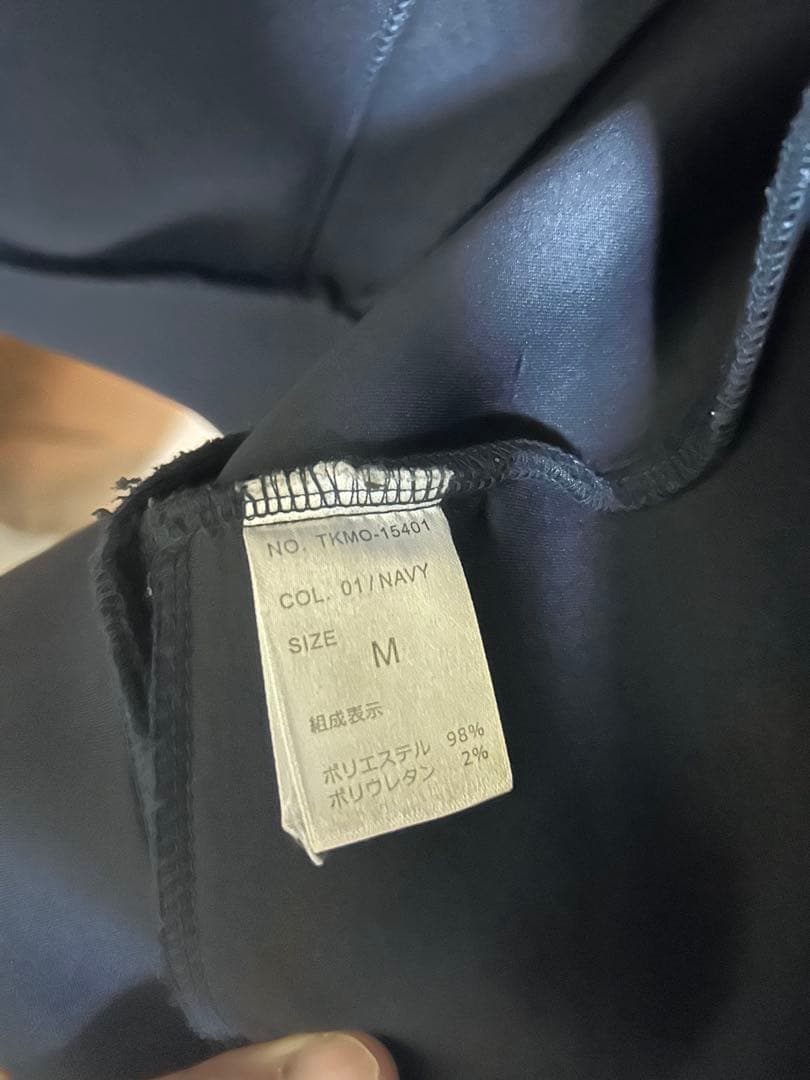 NO. TKMO-15401
COL. 01/NAVY
SIZE M
組成表示
ポリエステル 98%
ポリウレタン 2%